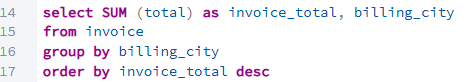 14 select SUM (total) as invoice_total, billing_city
15 from invoice
16 group by billing_city
17 order by invoice_total desc